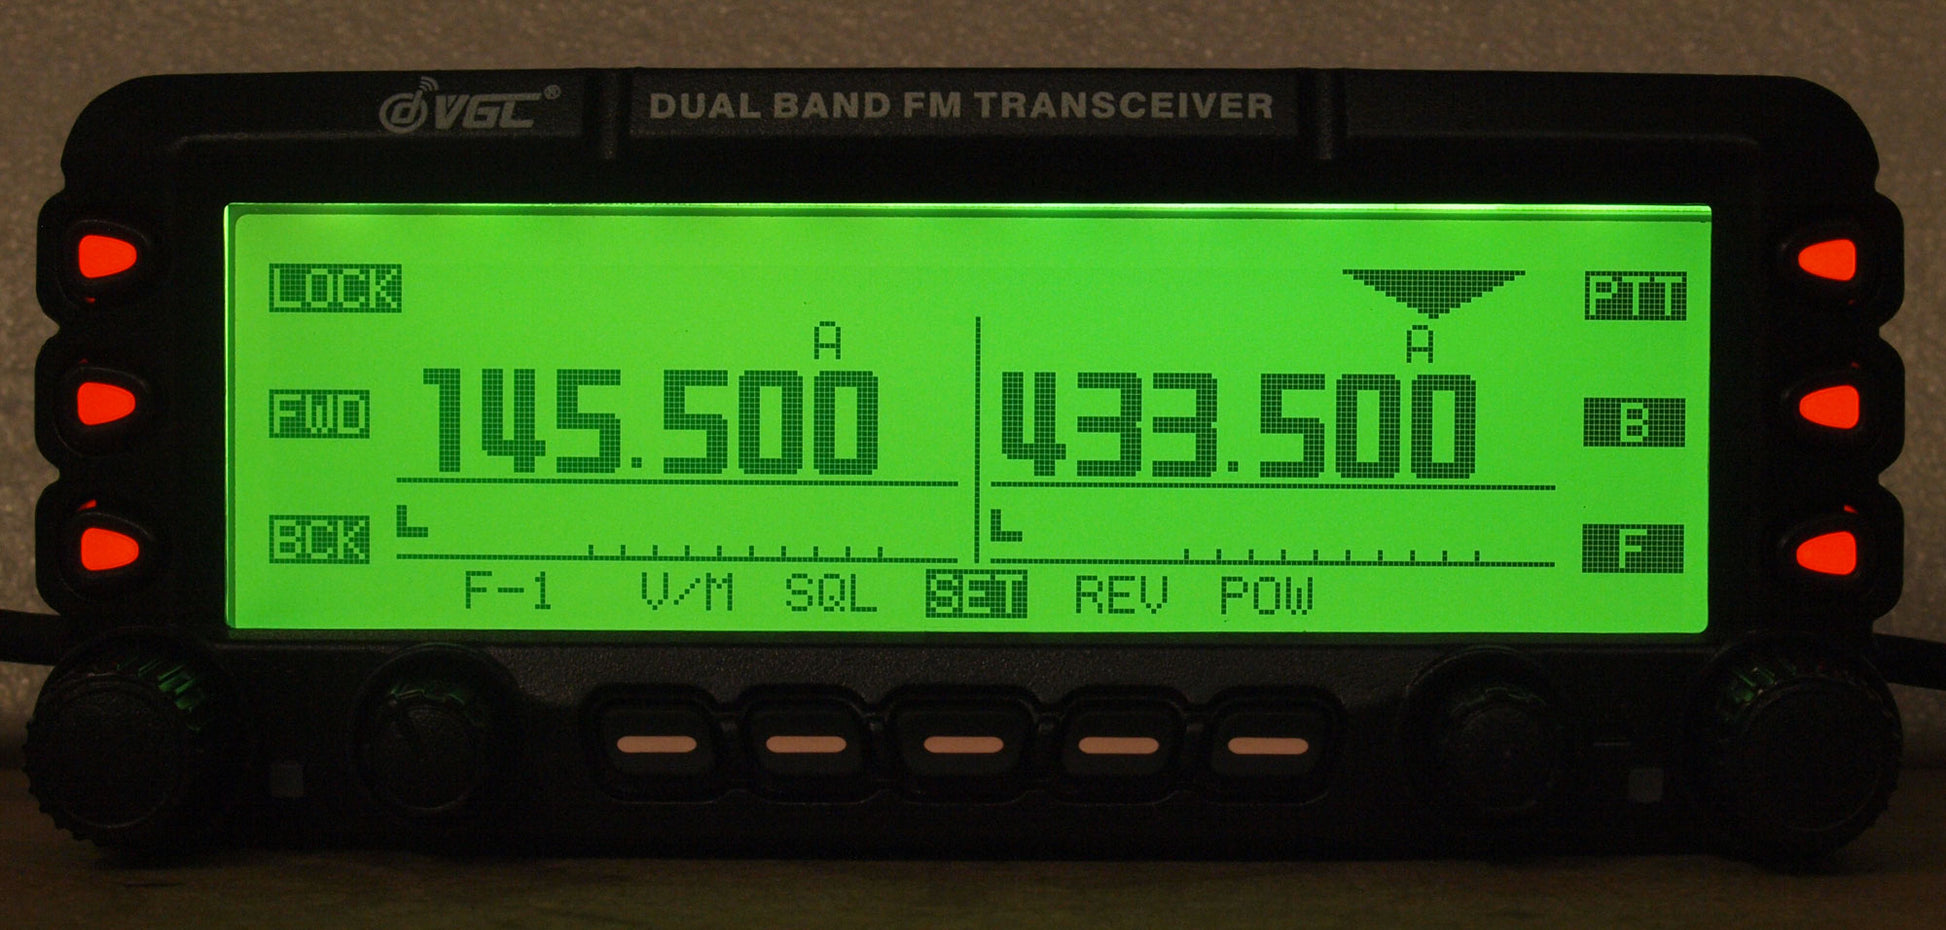 VGC®
DUAL BAND FM TRANSCEIVER
LOCK
PTT
A
A
FWD
145.500
433.500
B
BCK
L
L
F
F-1 V/M SQL SET REV POW